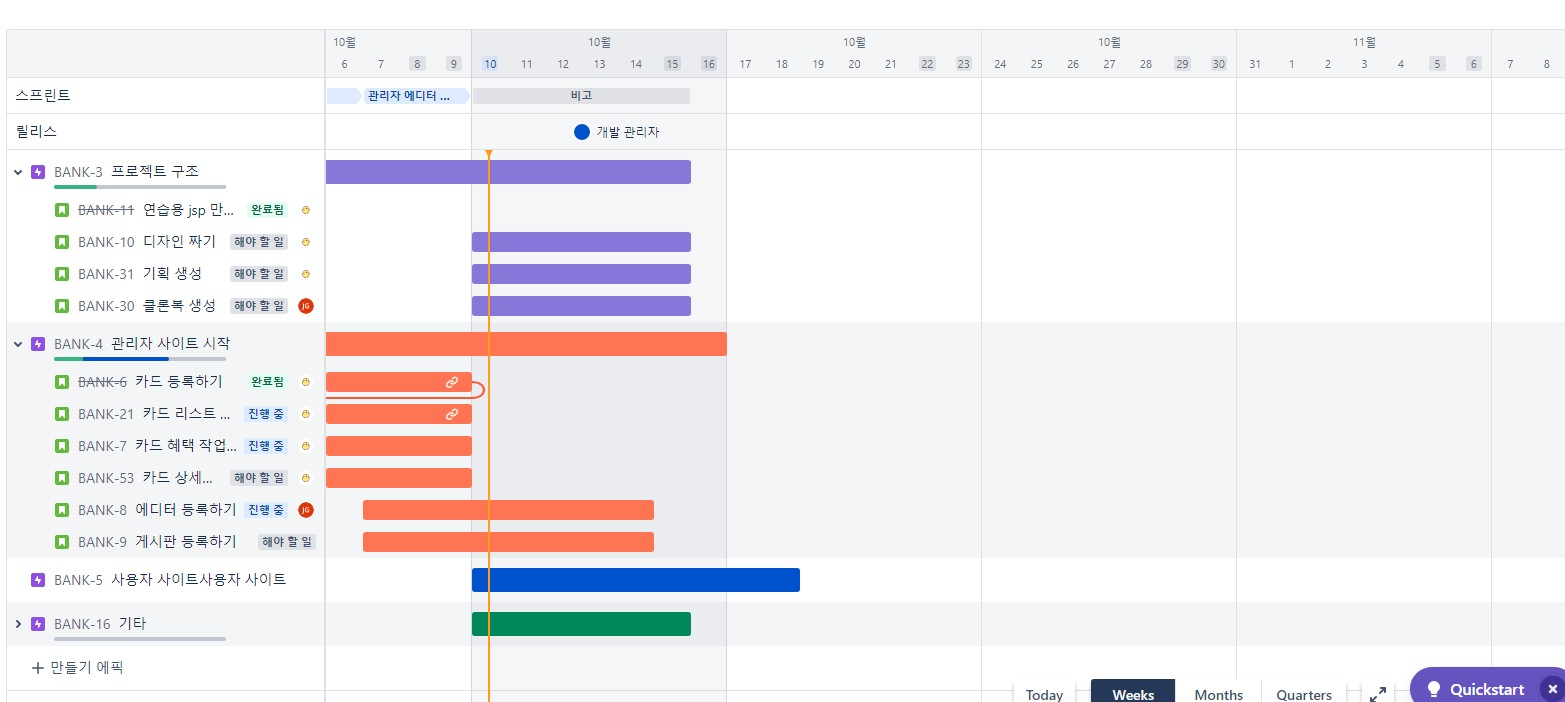 10월 10월 10월 10월 11월
6 7 8 9 10 11 12 13 14 15 16 17 18 19 20 21 22 23 24 25 26 27 28 29 30 31 1 2 3 4 5 6 7 8
스프린트 관리자 에디터 ... 비고
릴리스 개발 관리자
BANK-3 프로젝트 구조
BANK-11 연습용 jsp 만... 완료됨
BANK-10 디자인 짜기 해야 할 일
BANK-31 기획 생성 해야 할 일
BANK-30 클론복 생성 해야 할 일 JG
BANK-4 관리자 사이트 시작
BANK-6 카드 등록하기 완료됨
BANK-21 카드 리스트 ... 진행 중
BANK-7 카드 혜택 작업... 진행 중
BANK-53 카드 상세... 해야 할 일
BANK-8 에디터 등록하기 진행 중 JG
BANK-9 게시판 등록하기 해야 할 일
BANK-5 사용자 사이트사용자 사이트
BANK-16 기타
만들기 에픽
Today Weeks Months Quarters Quickstart